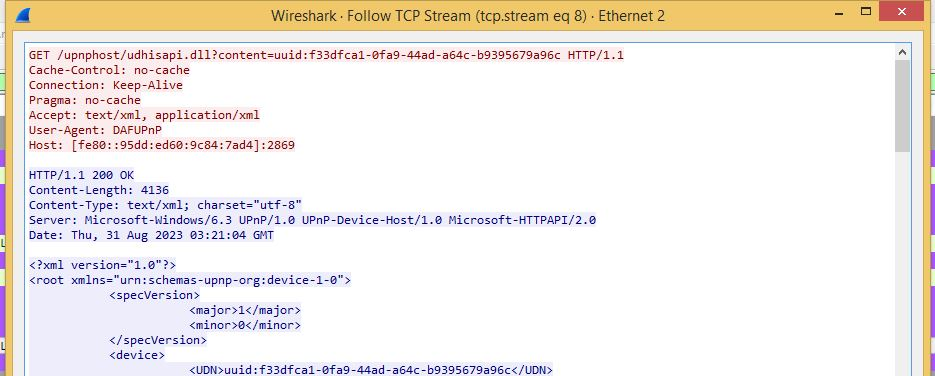 Wireshark · Follow TCP Stream (tcp.stream eq 8) · Ethernet 2
GET /upnphost/udhisapi.dll?content=uuid:f33dfca1-0fa9-44ad-a64c-b9395679a96c HTTP/1.1
Cache-Control: no-cache
Connection: Keep-Alive
Pragma: no-cache
Accept: text/xml, application/xml
User-Agent: DAFUPnP
Host: [fe80::95dd:ed60:9c84:7ad4]:2869
HTTP/1.1 200 OK
Content-Length: 4136
Content-Type: text/xml; charset="utf-8"
Server: Microsoft-Windows/6.3 UPnP/1.0 UPnP-Device-Host/1.0 Microsoft-HTTPAPI/2.0
Date: Thu, 31 Aug 2023 03:21:04 GMT
<?xml version="1.0"?>
<root xmlns="urn:schemas-upnp-org:device-1-0">
<specVersion>
<major>1</major>
<minor>0</minor>
</specVersion>
<device>
<UDN>uuid:f33dfca1-0fa9-44ad-a64c-b9395679a96c</UDN>